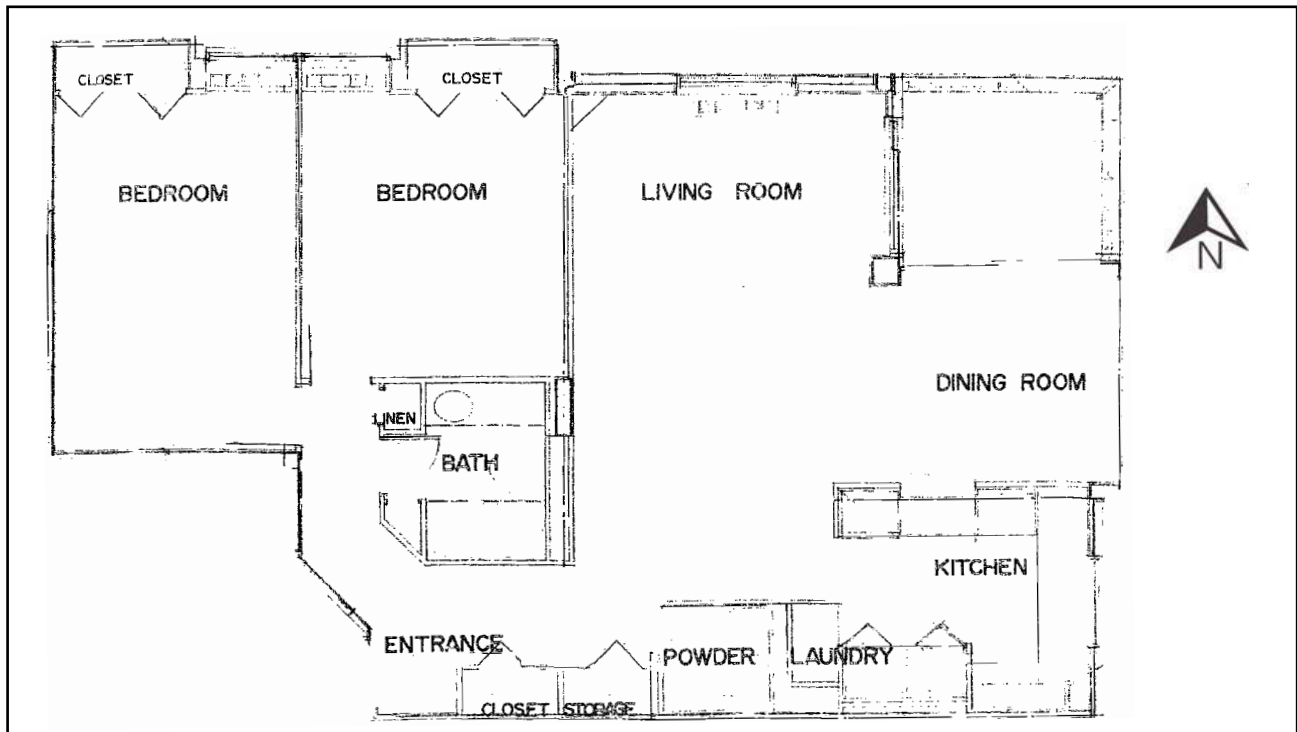 CLOSET
CLOSET
BEDROOM
BEDROOM
LIVING ROOM
N
DINING ROOM
LINEN
BATH
KITCHEN
ENTRANCE
POWDER
LAUNDRY
CLOSET
STORAGE